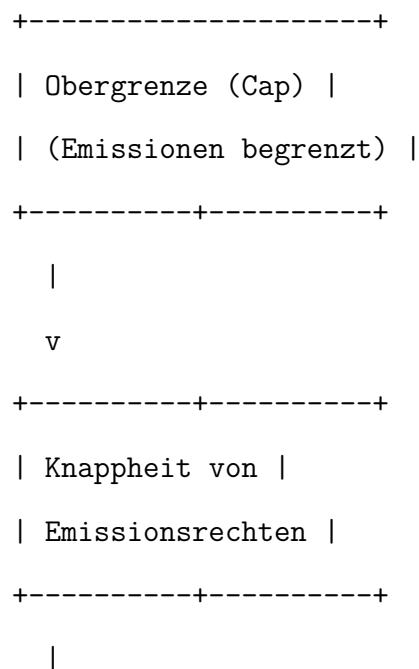 +---------------------+
| Obergrenze (Cap) |
| (Emissionen begrenzt) |
+----------+----------+
|
v
+----------+----------+
| Knappheit von |
| Emissionsrechten |
+----------+----------+
|